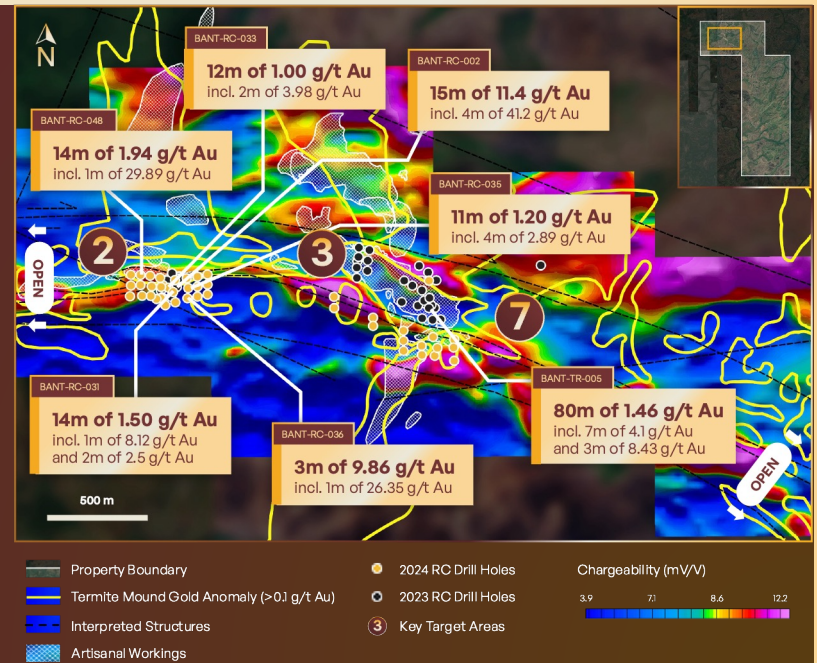 N
BANT-RC-033
12m of 1.00 g/t Au
incl. 2m of 3.98 g/t Au
BANT-RC-002
15m of 11.4 g/t Au
incl. 4m of 41.2 g/t Au
BANT-RC-048
14m of 1.94 g/t Au
incl. 1m of 29.89 g/t Au
BANT-RC-035
11m of 1.20 g/t Au
incl. 4m of 2.89 g/t Au
2
3
7
OPEN
BANT-RC-031
14m of 1.50 g/t Au
incl. 1m of 8.12 g/t Au
and 2m of 2.5 g/t Au
BANT-RC-036
3m of 9.86 g/t Au
incl. 1m of 26.35 g/t Au
BANT-TR-005
80m of 1.46 g/t Au
incl. 7m of 4.1 g/t Au
and 3m of 8.43 g/t Au
OPEN
500 m
Property Boundary
Termite Mound Gold Anomaly (>0.1 g/t Au)
Interpreted Structures
Artisanal Workings
2024 RC Drill Holes
2023 RC Drill Holes
3 Key Target Areas
Chargeability (mV/V)
3.9 7.1 8.6 12.2